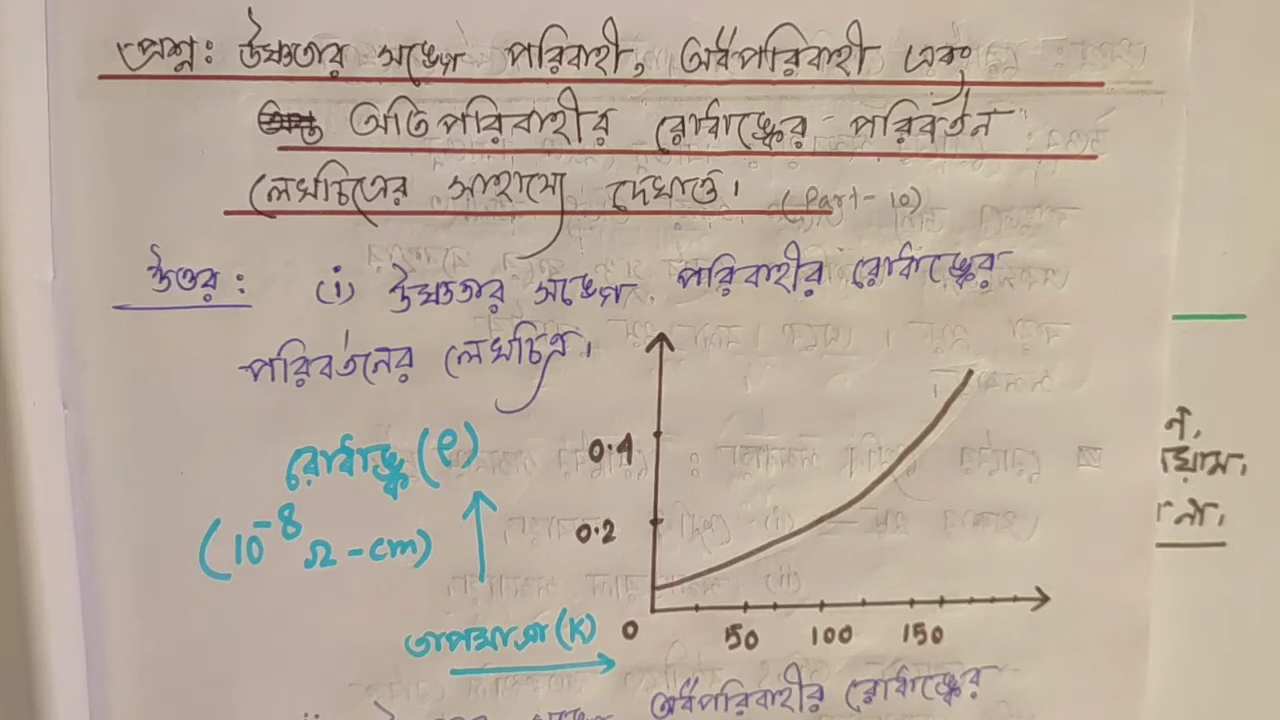 প্রশ্ন: উষ্ণতার সঙ্গে পরিবাহী, অর্ধপরিবাহী এবং
অতিপরিবাহীর রোধাঙ্কের পরিবর্তন
লেখচিত্রের সাহায্যে দেখাও। (Part-10)
উত্তর: (i) উষ্ণতার সঙ্গে পরিবাহীর রোধাঙ্কের
পরিবর্তনের লেখচিত্র।
রোধাঙ্ক (ρ)
(10⁻⁸ Ω-cm)
0.4
0.2
0 50 100 150
তাপমাত্রা (K)
অর্ধপরিবাহীর রোধাঙ্কের